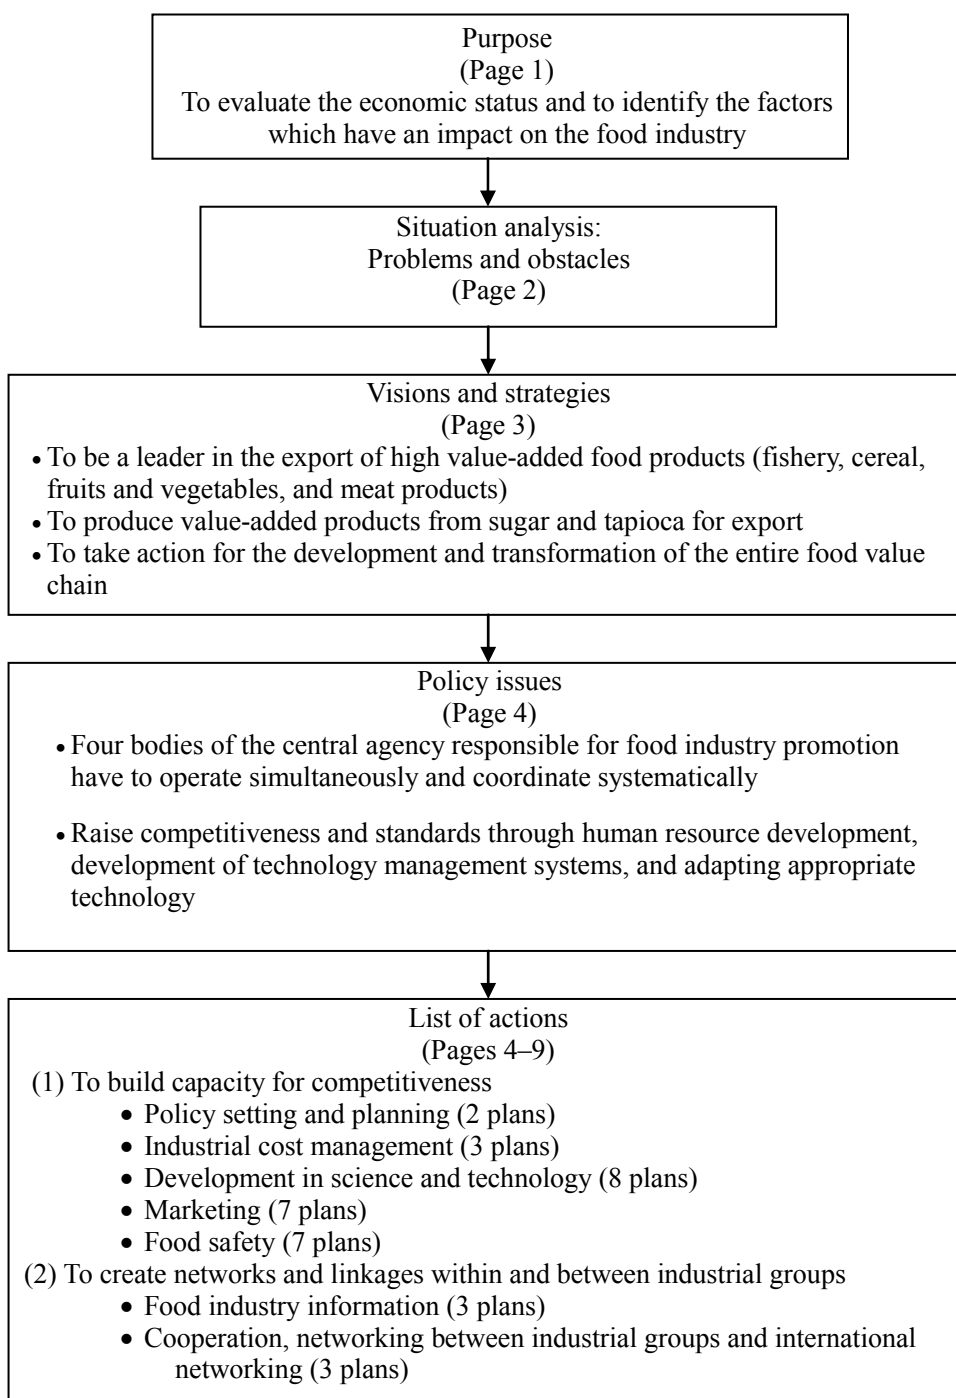 Purpose
(Page 1)
To evaluate the economic status and to identify the factors
which have an impact on the food industry
Situation analysis:
Problems and obstacles
(Page 2)
Visions and strategies
(Page 3)
• To be a leader in the export of high value-added food products (fishery, cereal,
fruits and vegetables, and meat products)
• To produce value-added products from sugar and tapioca for export
• To take action for the development and transformation of the entire food value
chain
Policy issues
(Page 4)
• Four bodies of the central agency responsible for food industry promotion
have to operate simultaneously and coordinate systematically
• Raise competitiveness and standards through human resource development,
development of technology management systems, and adapting appropriate
technology
List of actions
(Pages 4–9)
(1) To build capacity for competitiveness
• Policy setting and planning (2 plans)
• Industrial cost management (3 plans)
• Development in science and technology (8 plans)
• Marketing (7 plans)
• Food safety (7 plans)
(2) To create networks and linkages within and between industrial groups
• Food industry information (3 plans)
• Cooperation, networking between industrial groups and international
networking (3 plans)